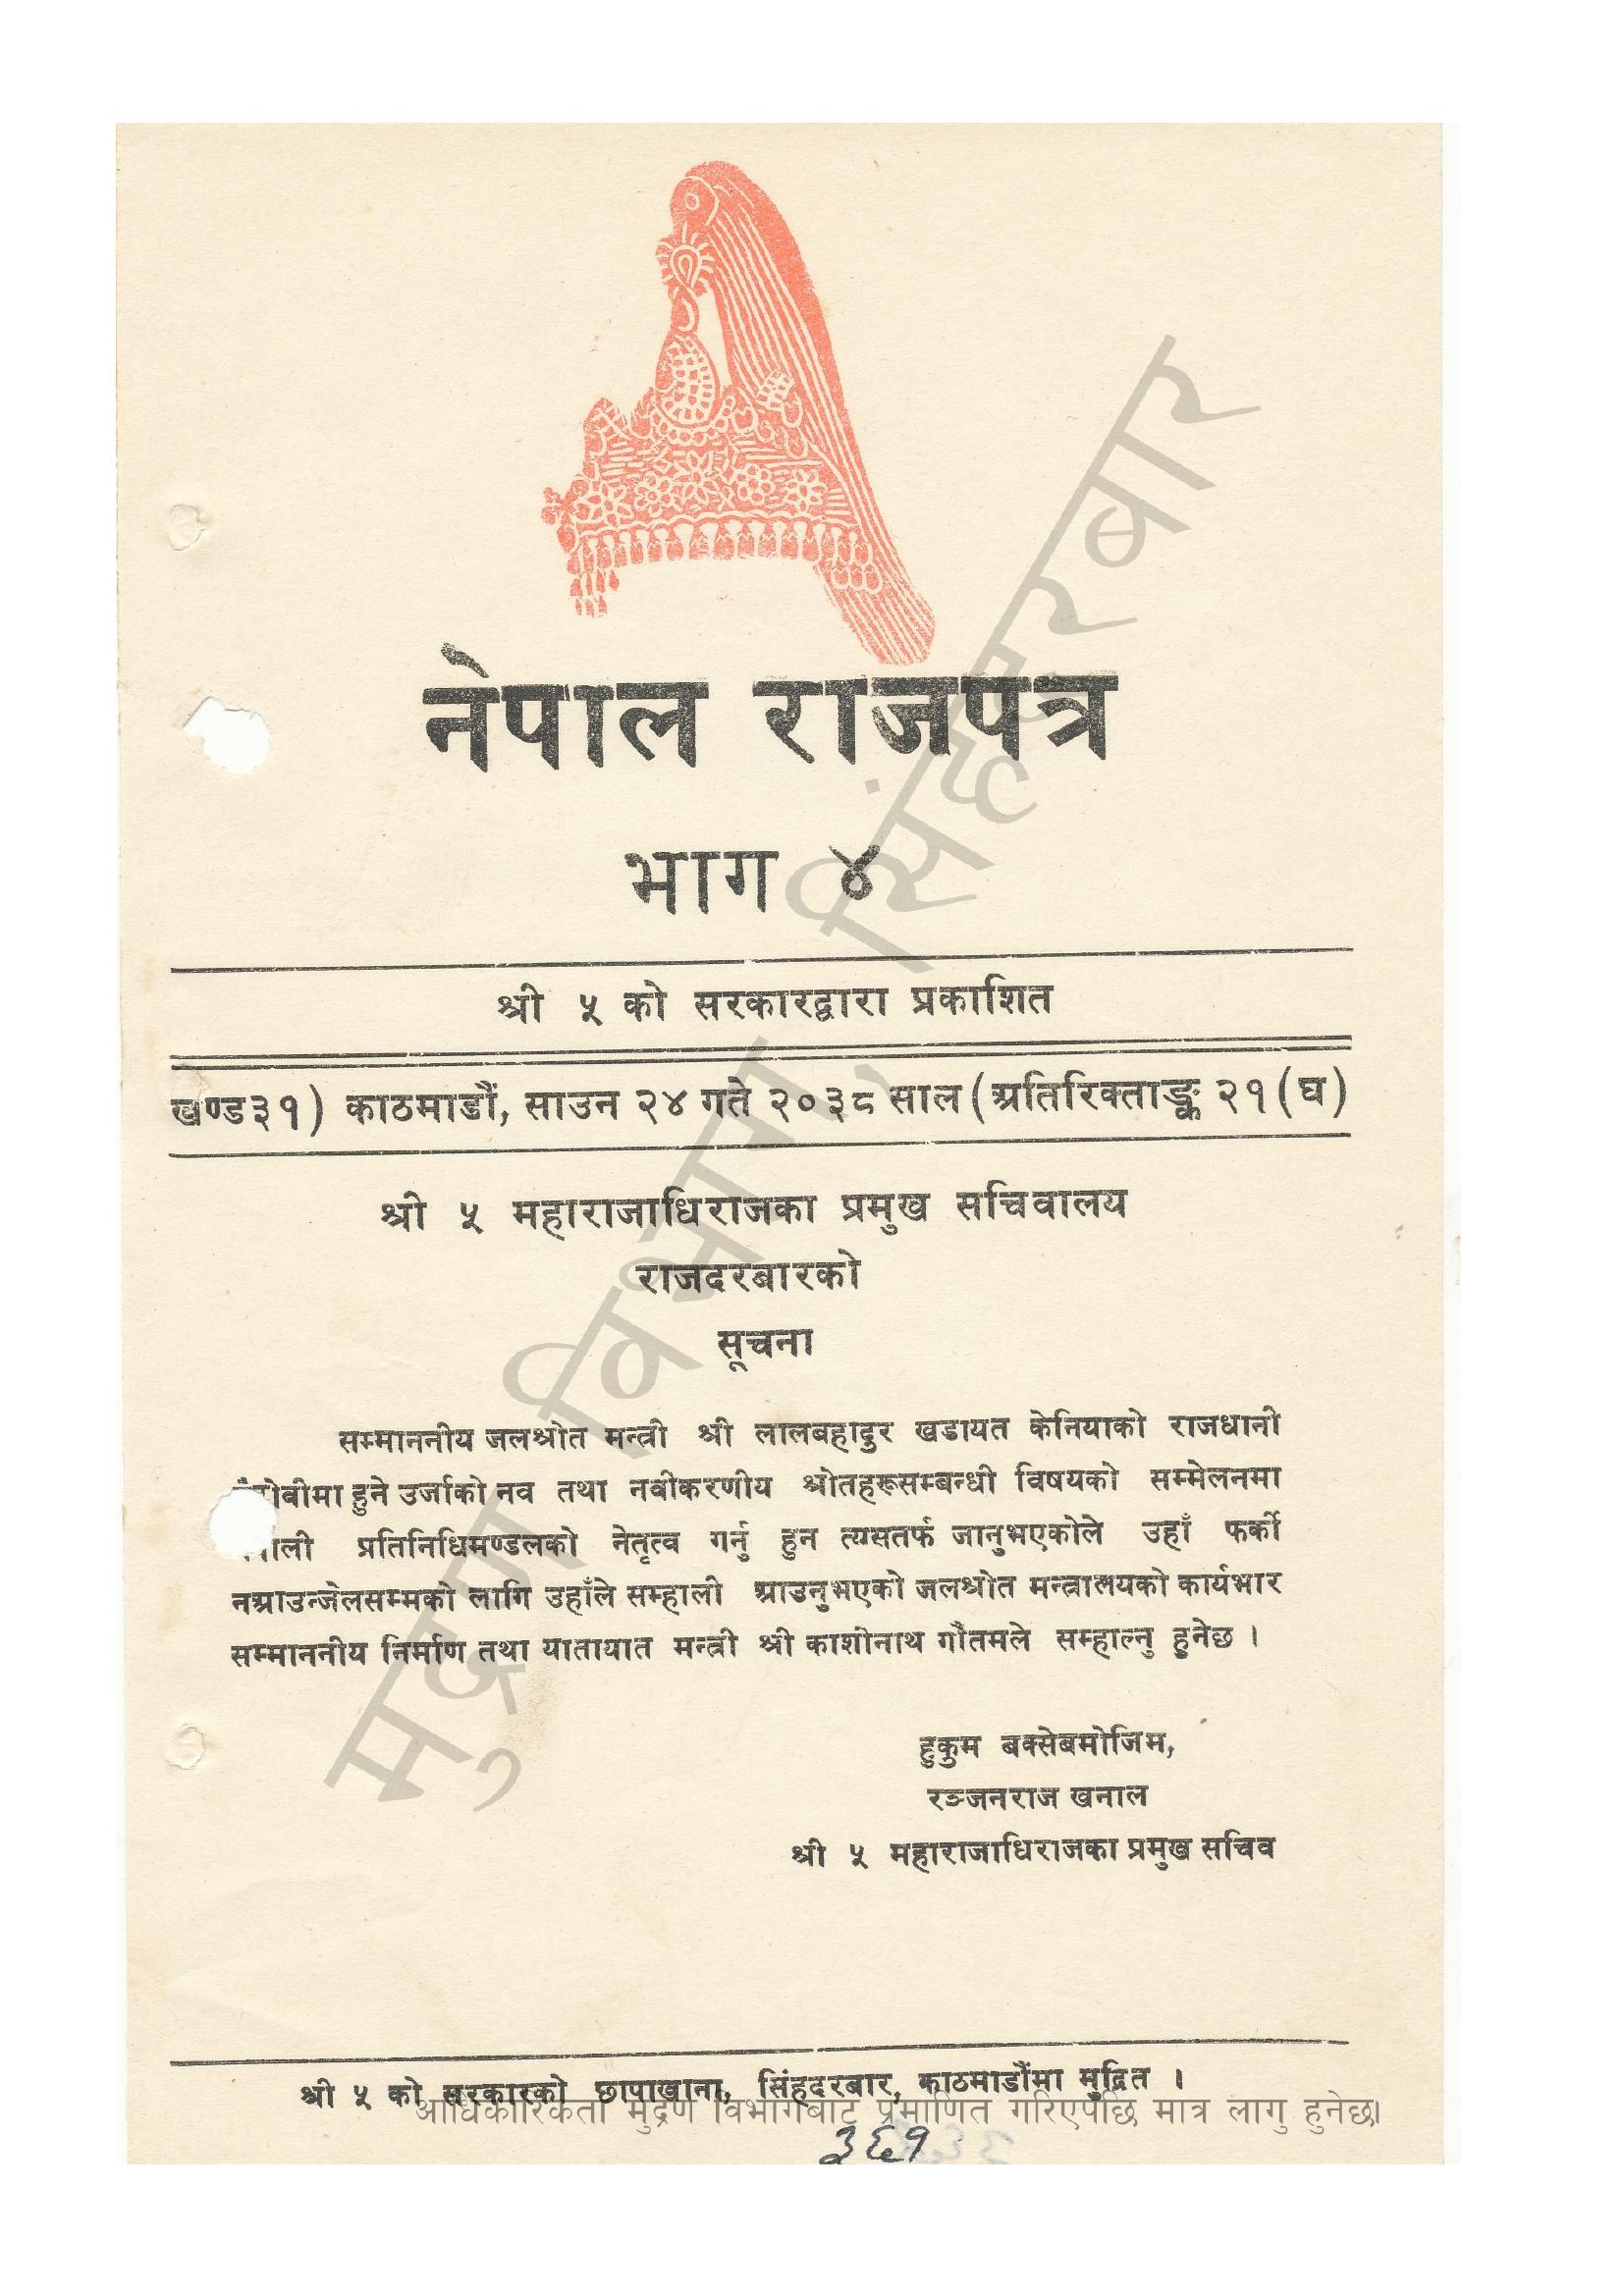 नेपाल राजपत्र
भाग ४
श्री ५ को सरकारद्वारा प्रकाशित
खण्ड३१) काठमाडौं, साउन २४ गते २०३८ साल (अतिरिक्ताङ्क २१(घ)
श्री ५ महाराजाधिराजका प्रमुख सचिवालय
राजदरबारको
सूचना
सम्माननीय जलश्रोत मन्त्री श्री लालबहादुर खडायत केनियाको राजधानी
हुने उर्जाको नव तथा नवीकरणीय श्रोतहरूसम्बन्धी विषयको सम्मेलनमा
प्रतिनिधिमण्डलको नेतृत्व गर्नु हुन त्यसतर्फ जानुभएकोले उहाँ फर्की
नआउन्जेलसम्मको लागि उहाँले सम्हाली आउनुभएको जलश्रोत मन्त्रालयको कार्यभार
सम्माननीय निर्माण तथा यातायात मन्त्री श्री काशीनाथ गौतमले सम्हाल्नु हुनेछ ।
हुकुम बक्सेबमोजिम,
रञ्जनराज खनाल
श्री ५ महाराजाधिराजका प्रमुख सचिव
श्री ५ को सरकारको छापाखाना, सिंहदरबार, काठमाडौंमा मुद्रित ।
आधिकारिकता मुद्रण विभागबाट प्रमाणित गरिएपछि मात्र लागु हुनेछ।
३६१
मुद्रण विभाग, सिंहदरबार